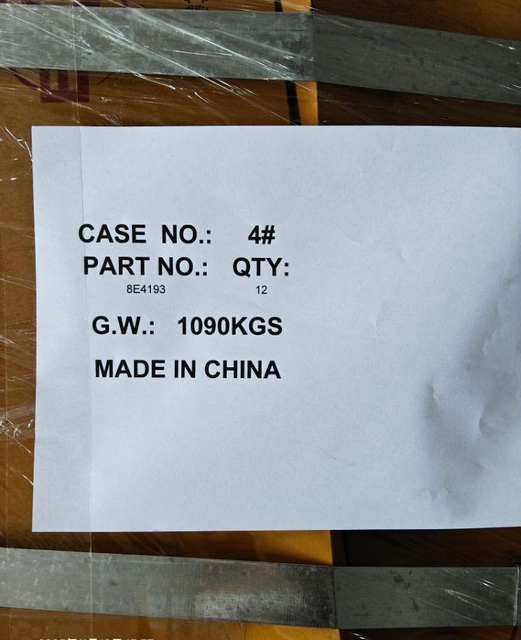 CASE NO.: 4#
PART NO.: QTY:
8E4193 12
G.W.: 1090KGS
MADE IN CHINA